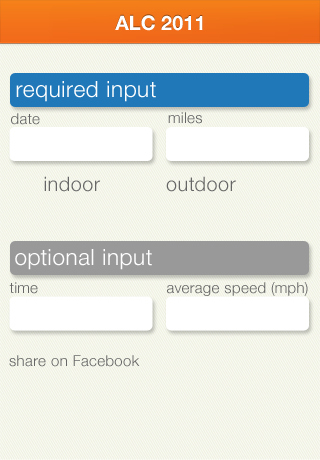 ALC 2011
required input
date miles
indoor outdoor
optional input
time average speed (mph)
share on Facebook